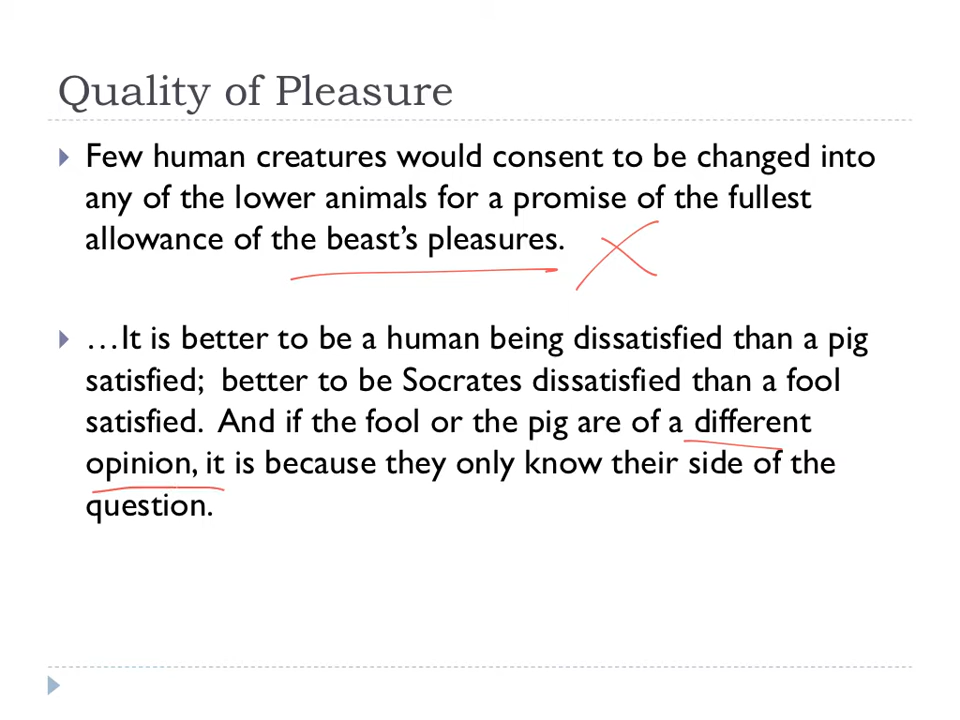 Quality of Pleasure
Few human creatures would consent to be changed into
any of the lower animals for a promise of the fullest
allowance of the beast’s pleasures.
…It is better to be a human being dissatisfied than a pig
satisfied;  better to be Socrates dissatisfied than a fool
satisfied.  And if the fool or the pig are of a different
opinion, it is because they only know their side of the
question.